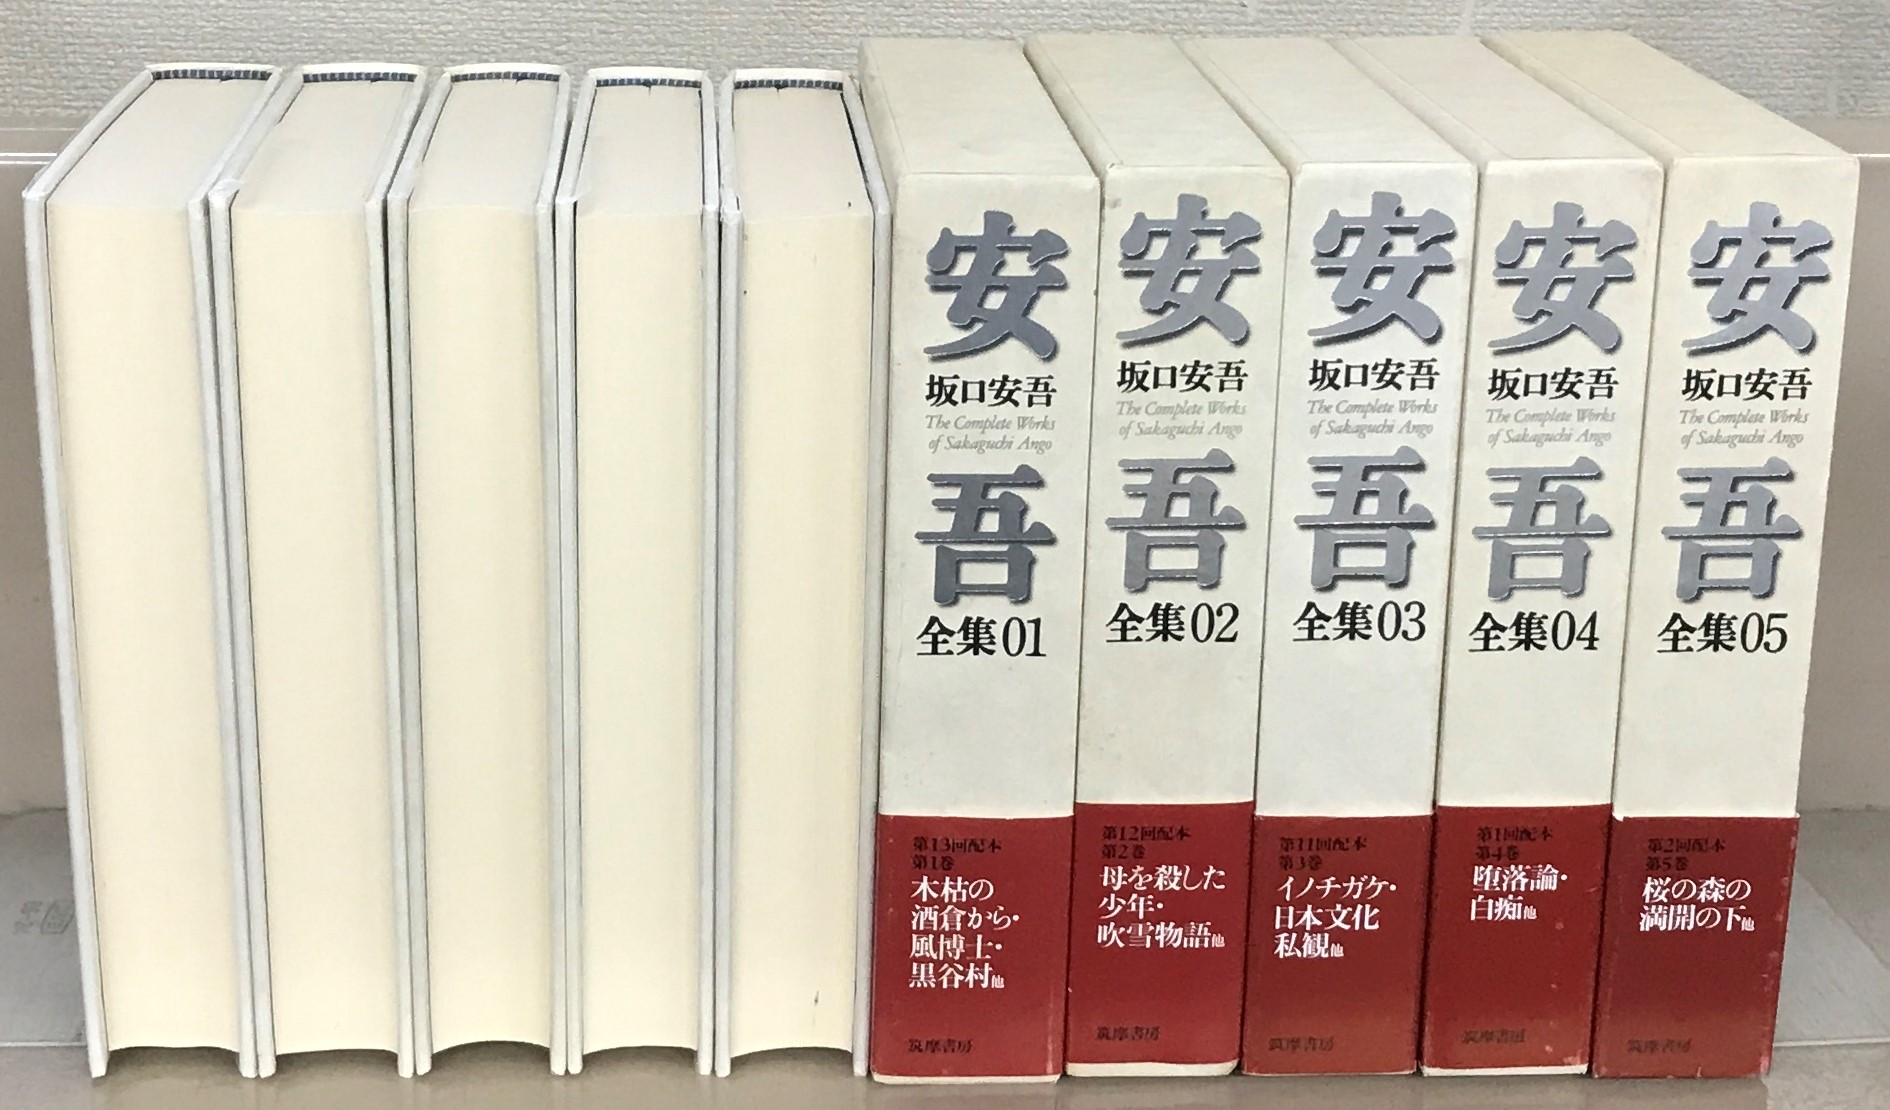 安
坂口安吾
The Complete Works
of Sakaguchi Ango
吾
全集01
第13回配本
第1巻
木枯の
酒倉から・
風博士・
黒谷村他
筑摩書房
安
坂口安吾
The Complete Works
of Sakaguchi Ango
吾
全集02
第12回配本
第2巻
母を殺した
少年・
吹雪物語他
筑摩書房
安
坂口安吾
The Complete Works
of Sakaguchi Ango
吾
全集03
第11回配本
第3巻
イノチガケ・
日本文化
私観他
筑摩書房
安
坂口安吾
The Complete Works
of Sakaguchi Ango
吾
全集04
第1回配本
第4巻
堕落論・
白痴他
筑摩書房
安
坂口安吾
The Complete Works
of Sakaguchi Ango
吾
全集05
第2回配本
第5巻
桜の森の
満開の下他
筑摩書房